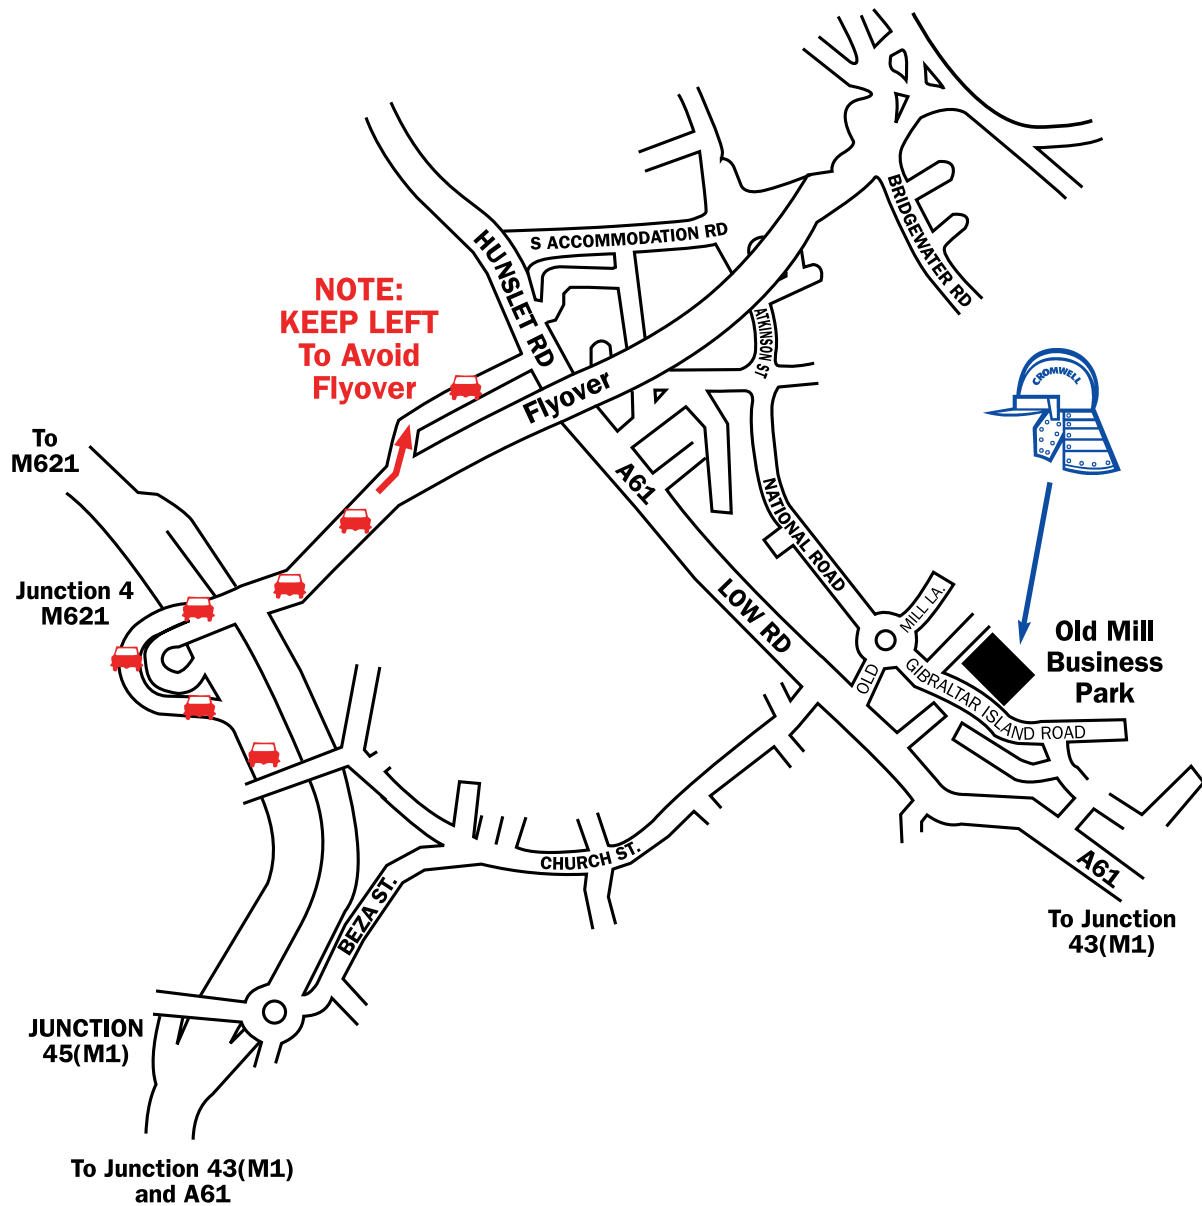 BRIDGEWATER RD
S ACCOMMODATION RD
HUNSLET RD
NOTE:
KEEP LEFT
To Avoid
Flyover
ATKINSON ST
Flyover
CROMWELL
To
M621
A61
NATIONAL ROAD
Junction 4
M621
LOW RD
MILL LA.
OLD
GIBRALTAR ISLAND ROAD
Old Mill
Business
Park
CHURCH ST.
BEZA ST.
A61
To Junction
43(M1)
JUNCTION
45(M1)
To Junction 43(M1)
and A61